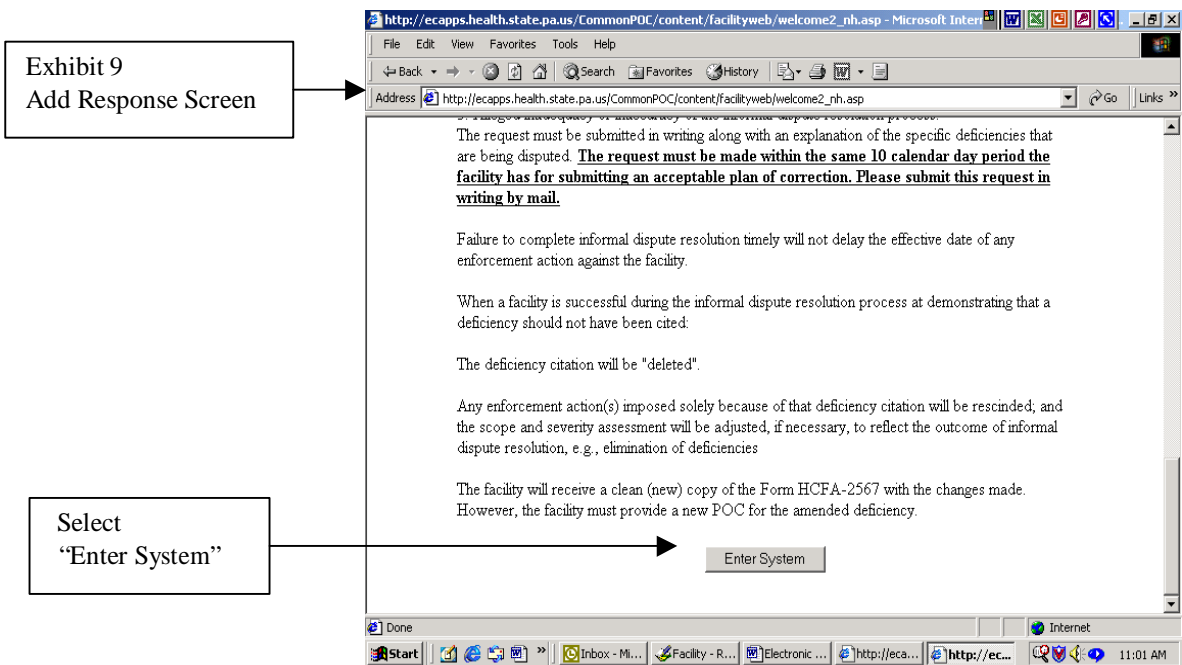 http://ecapps.health.state.pa.us/CommonPOC/content/facilityweb/welcome2_nh.asp - Microsoft Intern
File Edit View Favorites Tools Help
Back Search Favorites History
Address http://ecapps.health.state.pa.us/CommonPOC/content/facilityweb/welcome2_nh.asp Go Links »
Exhibit 9
Add Response Screen
The request must be submitted in writing along with an explanation of the specific deficiencies that
are being disputed. The request must be made within the same 10 calendar day period the
facility has for submitting an acceptable plan of correction. Please submit this request in
writing by mail.
Failure to complete informal dispute resolution timely will not delay the effective date of any
enforcement action against the facility.
When a facility is successful during the informal dispute resolution process at demonstrating that a
deficiency should not have been cited:
The deficiency citation will be "deleted".
Any enforcement action(s) imposed solely because of that deficiency citation will be rescinded; and
the scope and severity assessment will be adjusted, if necessary, to reflect the outcome of informal
dispute resolution, e.g., elimination of deficiencies
The facility will receive a clean (new) copy of the Form HCFA-2567 with the changes made.
However, the facility must provide a new POC for the amended deficiency.
Select
“Enter System”
Enter System
Done Internet
Start » Inbox - Mi... Facility - R... Electronic ... http://eca... http://ec... 11:01 AM